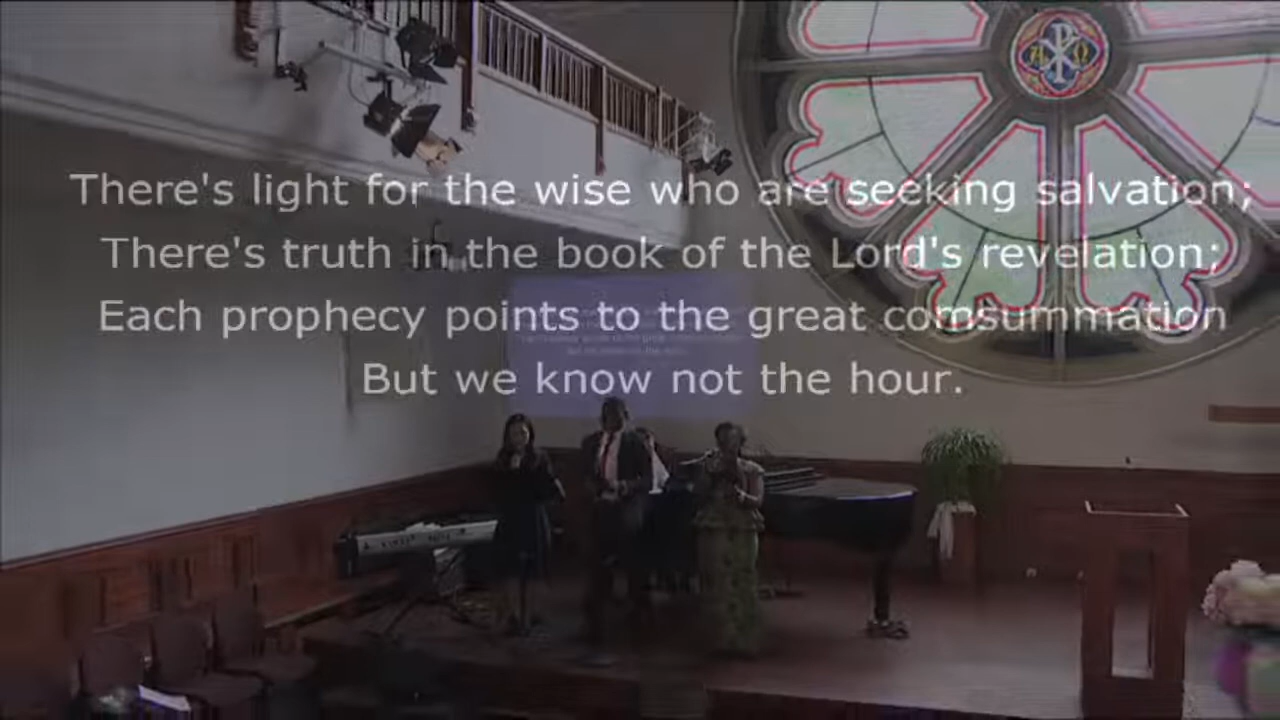 There's light for the wise who are seeking salvation;
There's truth in the book of the Lord's revelation;
Each prophecy points to the great comsummation
But we know not the hour.